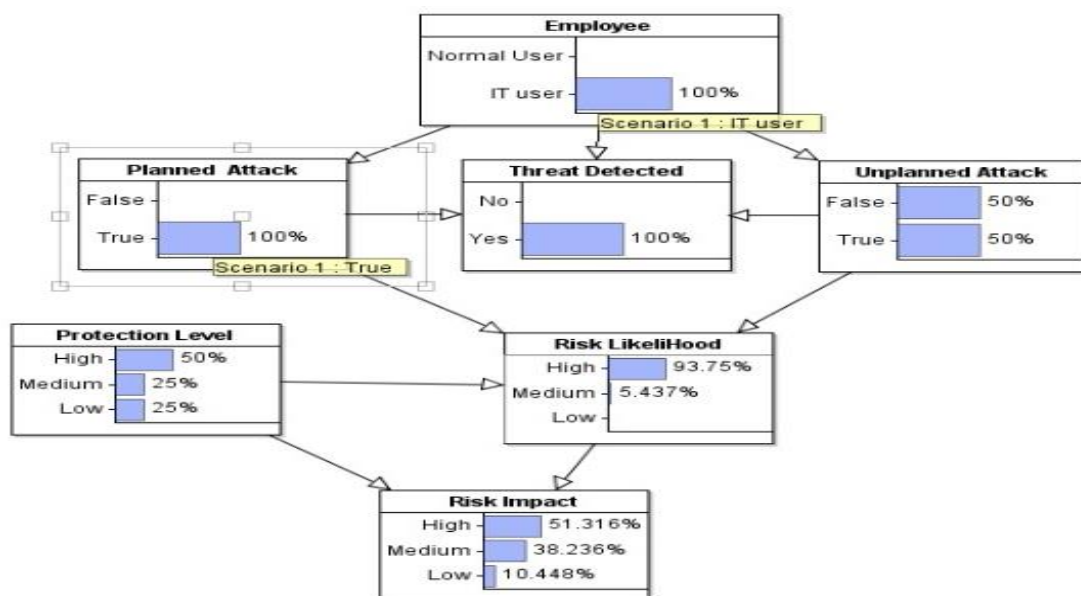 Employee
Normal User
IT user 100%
Scenario 1 : IT user
Planned Attack
False
True 100%
Scenario 1 : True
Threat Detected
No
Yes 100%
Unplanned Attack
False 50%
True 50%
Protection Level
High 50%
Medium 25%
Low 25%
Risk LikeliHood
High 93.75%
Medium 5.437%
Low
Risk Impact
High 51.316%
Medium 38.236%
Low 10.448%